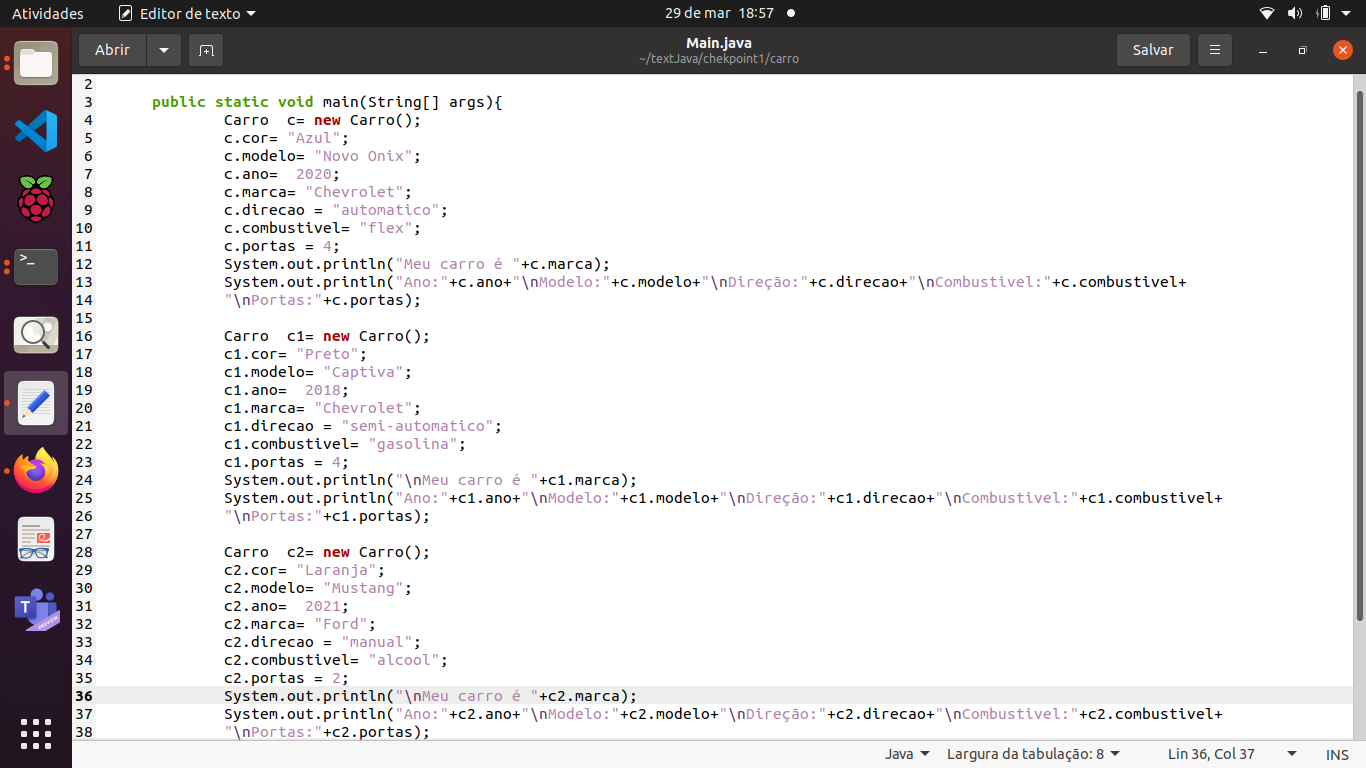 Atividades Editor de texto 29 de mar 18:57
Abrir Main.java Salvar
~/textJava/chekpoint1/carro
2
3 public static void main(String[] args){
4 Carro  c= new Carro();
5 c.cor= "Azul";
6 c.modelo= "Novo Onix";
7 c.ano=  2020;
8 c.marca= "Chevrolet";
9 c.direcao = "automatico";
10 c.combustivel= "flex";
11 c.portas = 4;
12 System.out.println("Meu carro é "+c.marca);
13 System.out.println("Ano:"+c.ano+"\nModelo:"+c.modelo+"\nDireção:"+c.direcao+"\nCombustivel:"+c.combustivel+
14 "\nPortas:"+c.portas);
15
16 Carro  c1= new Carro();
17 c1.cor= "Preto";
18 c1.modelo= "Captiva";
19 c1.ano=  2018;
20 c1.marca= "Chevrolet";
21 c1.direcao = "semi-automatico";
22 c1.combustivel= "gasolina";
23 c1.portas = 4;
24 System.out.println("\nMeu carro é "+c1.marca);
25 System.out.println("Ano:"+c1.ano+"\nModelo:"+c1.modelo+"\nDireção:"+c1.direcao+"\nCombustivel:"+c1.combustivel+
26 "\nPortas:"+c1.portas);
27
28 Carro  c2= new Carro();
29 c2.cor= "Laranja";
30 c2.modelo= "Mustang";
31 c2.ano=  2021;
32 c2.marca= "Ford";
33 c2.direcao = "manual";
34 c2.combustivel= "alcool";
35 c2.portas = 2;
36 System.out.println("\nMeu carro é "+c2.marca);
37 System.out.println("Ano:"+c2.ano+"\nModelo:"+c2.modelo+"\nDireção:"+c2.direcao+"\nCombustivel:"+c2.combustivel+
38 "\nPortas:"+c2.portas);
Java Largura da tabulação: 8 Lin 36, Col 37 INS